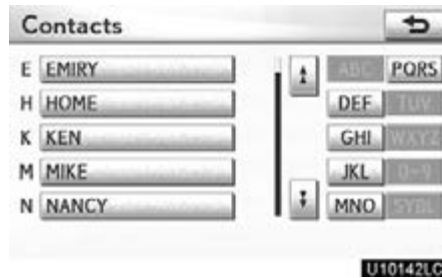 Contacts
E EMIRY
H HOME
K KEN
M MIKE
N NANCY
ABC PQRS
DEF TUV
GHI WXYZ
JKL 0-9
MNO SYBL
U10142LC